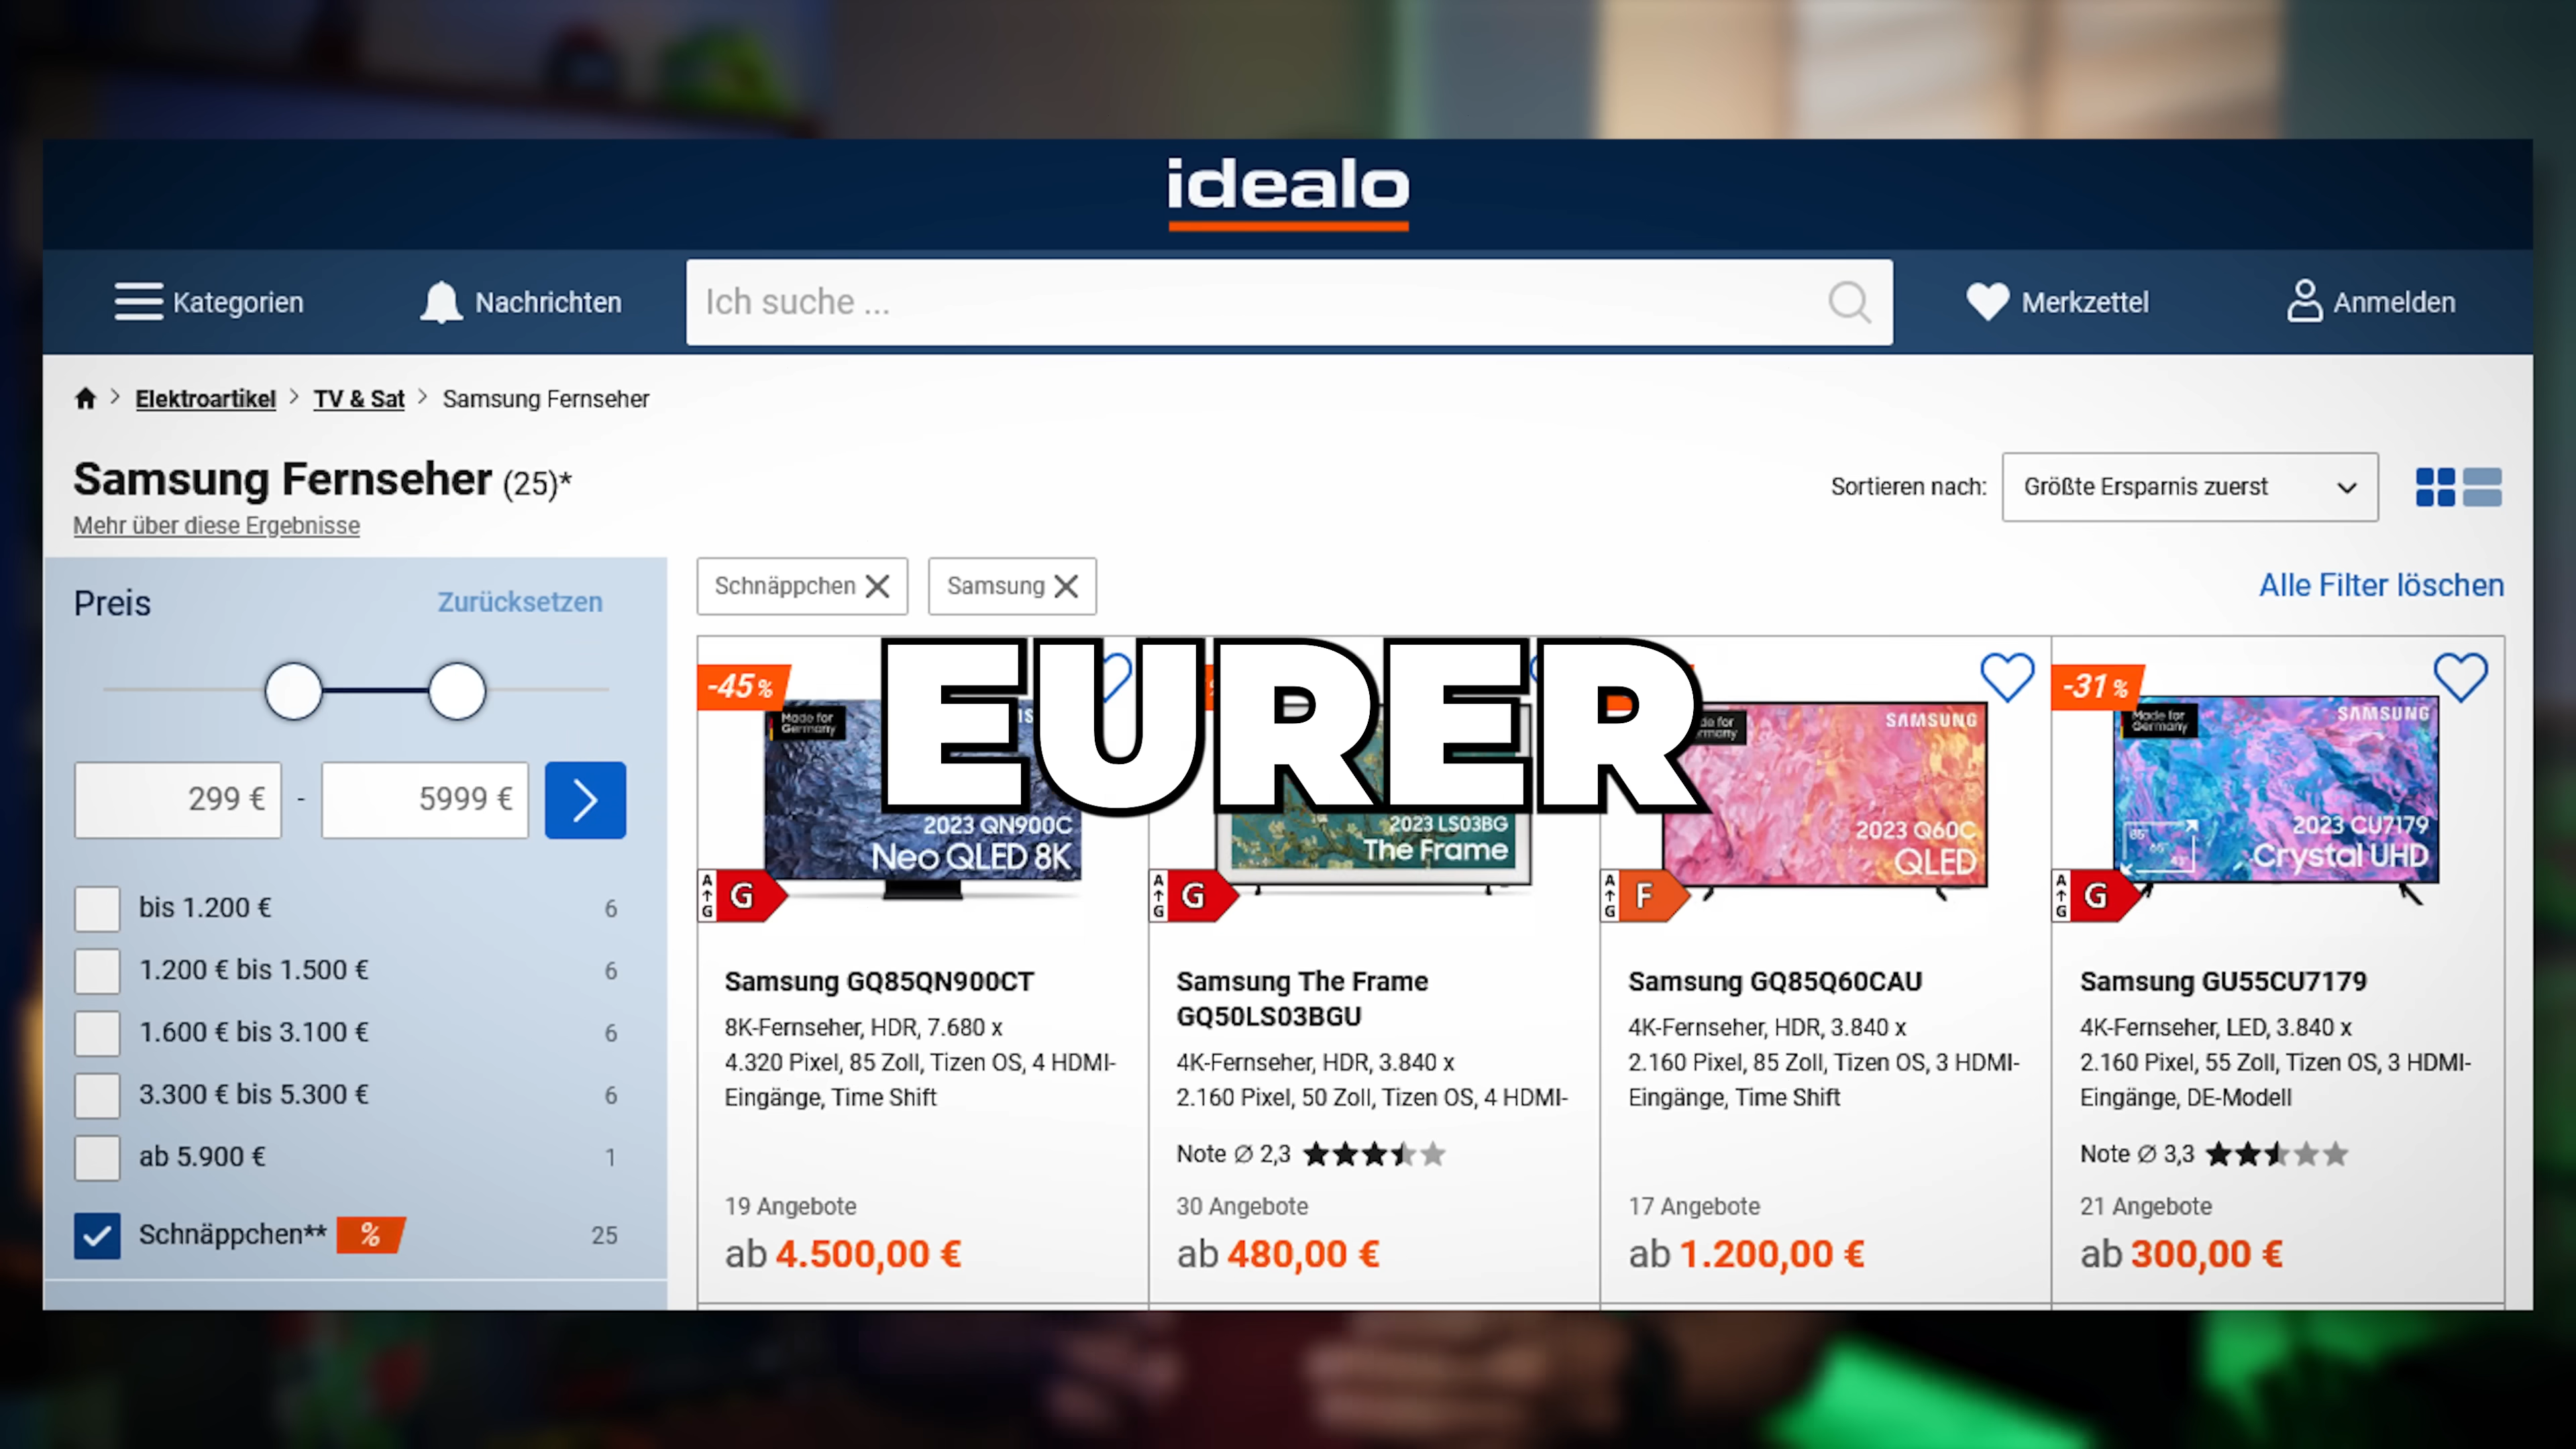 idealo
Kategorien
Nachrichten
Ich suche ...
Merkzettel
Anmelden
Elektroartikel > TV & Sat > Samsung Fernseher
Samsung Fernseher (25)*
Mehr über diese Ergebnisse
Sortieren nach: Größte Ersparnis zuerst
Preis
Zurücksetzen
299 € - 5999 €
bis 1.200 € 6
1.200 € bis 1.500 € 6
1.600 € bis 3.100 € 6
3.300 € bis 5.300 € 6
ab 5.900 € 1
Schnäppchen** % 25
Schnäppchen
Samsung
Alle Filter löschen
EURER
-45 %
Made for
Germany
2023 QN900C
Neo QLED 8K
A
G
G
Samsung GQ85QN900CT
8K-Fernseher, HDR, 7.680 x
4.320 Pixel, 85 Zoll, Tizen OS, 4 HDMI-
Eingänge, Time Shift
19 Angebote
ab 4.500,00 €
2023 LS03BG
The Frame
A
G
G
Samsung The Frame
GQ50LS03BGU
4K-Fernseher, HDR, 3.840 x
2.160 Pixel, 50 Zoll, Tizen OS, 4 HDMI-
Note Ø 2,3
30 Angebote
ab 480,00 €
SAMSUNG
2023 Q60C
QLED
A
G
F
Samsung GQ85Q60CAU
4K-Fernseher, HDR, 3.840 x
2.160 Pixel, 85 Zoll, Tizen OS, 3 HDMI-
Eingänge, Time Shift
17 Angebote
ab 1.200,00 €
-31 %
Made for
Germany
SAMSUNG
85"
2023 CU7179
Crystal UHD
A
G
G
Samsung GU55CU7179
4K-Fernseher, LED, 3.840 x
2.160 Pixel, 55 Zoll, Tizen OS, 3 HDMI-
Eingänge, DE-Modell
Note Ø 3,3
21 Angebote
ab 300,00 €